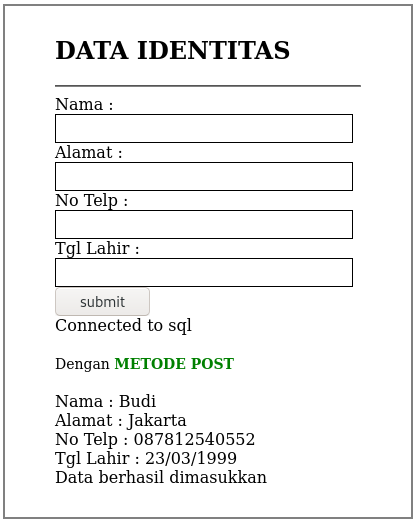 DATA IDENTITAS
Nama :
Alamat :
No Telp :
Tgl Lahir :
submit
Connected to sql
Dengan METODE POST
Nama : Budi
Alamat : Jakarta
No Telp : 087812540552
Tgl Lahir : 23/03/1999
Data berhasil dimasukkan